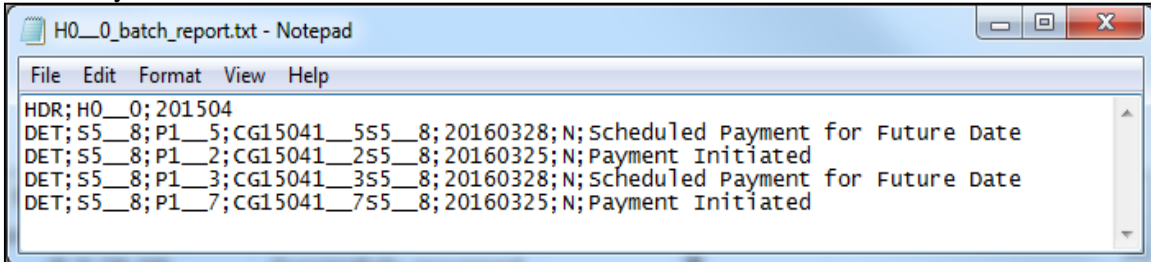 H0__0_batch_report.txt - Notepad
File Edit Format View Help
HDR;H0__0;201504
DET;S5__8;P1__5;CG15041__5S5__8;20160328;N;Scheduled Payment for Future Date
DET;S5__8;P1__2;CG15041__2S5__8;20160325;N;Payment Initiated
DET;S5__8;P1__3;CG15041__3S5__8;20160328;N;Scheduled Payment for Future Date
DET;S5__8;P1__7;CG15041__7S5__8;20160325;N;Payment Initiated